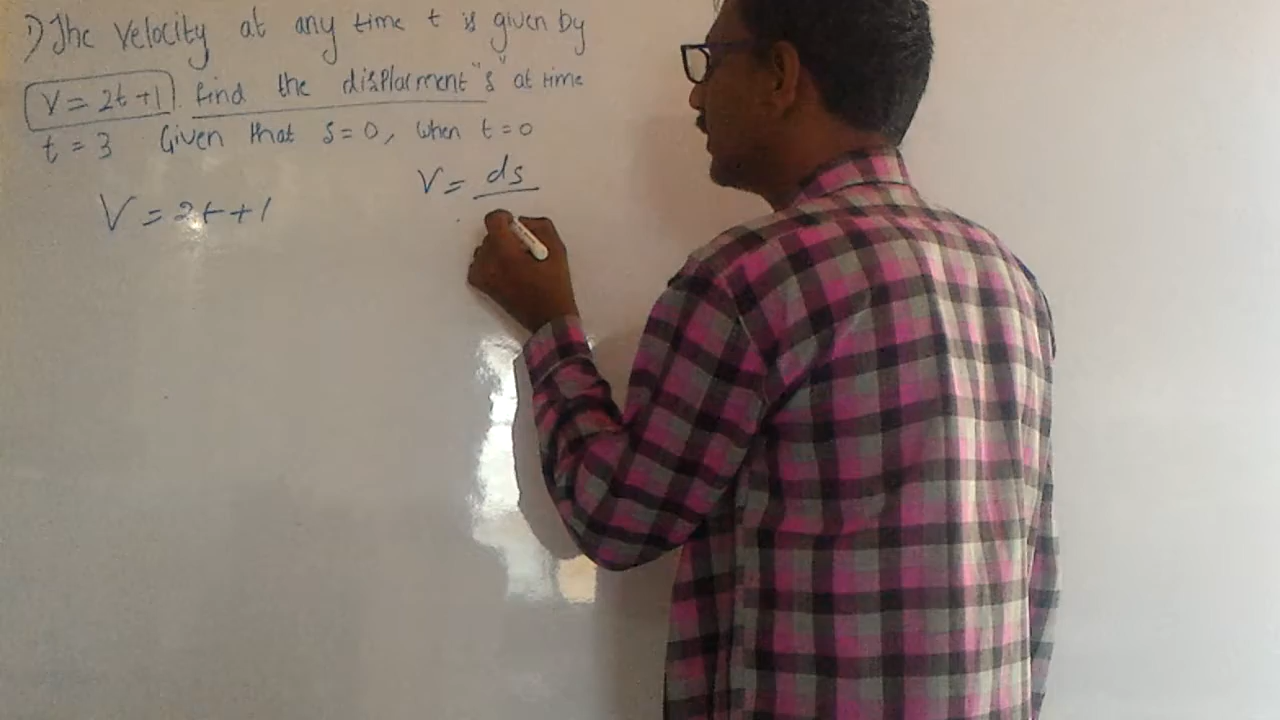 1) The Velocity at any time t is given by
V = 2t+1. find the displacment "s" at time
t = 3 Given that s=0, when t=0
V = ds
V = 2t+1